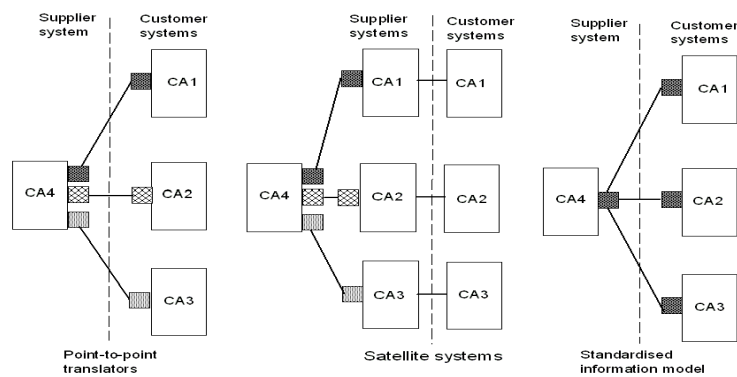 Supplier
system
Customer
systems
CA1
CA4
CA2
CA3
Point-to-point
translators
Supplier
systems
Customer
systems
CA1
CA1
CA4
CA2
CA2
CA3
CA3
Satellite systems
Supplier
system
Customer
systems
CA1
CA4
CA2
CA3
Standardised
information model